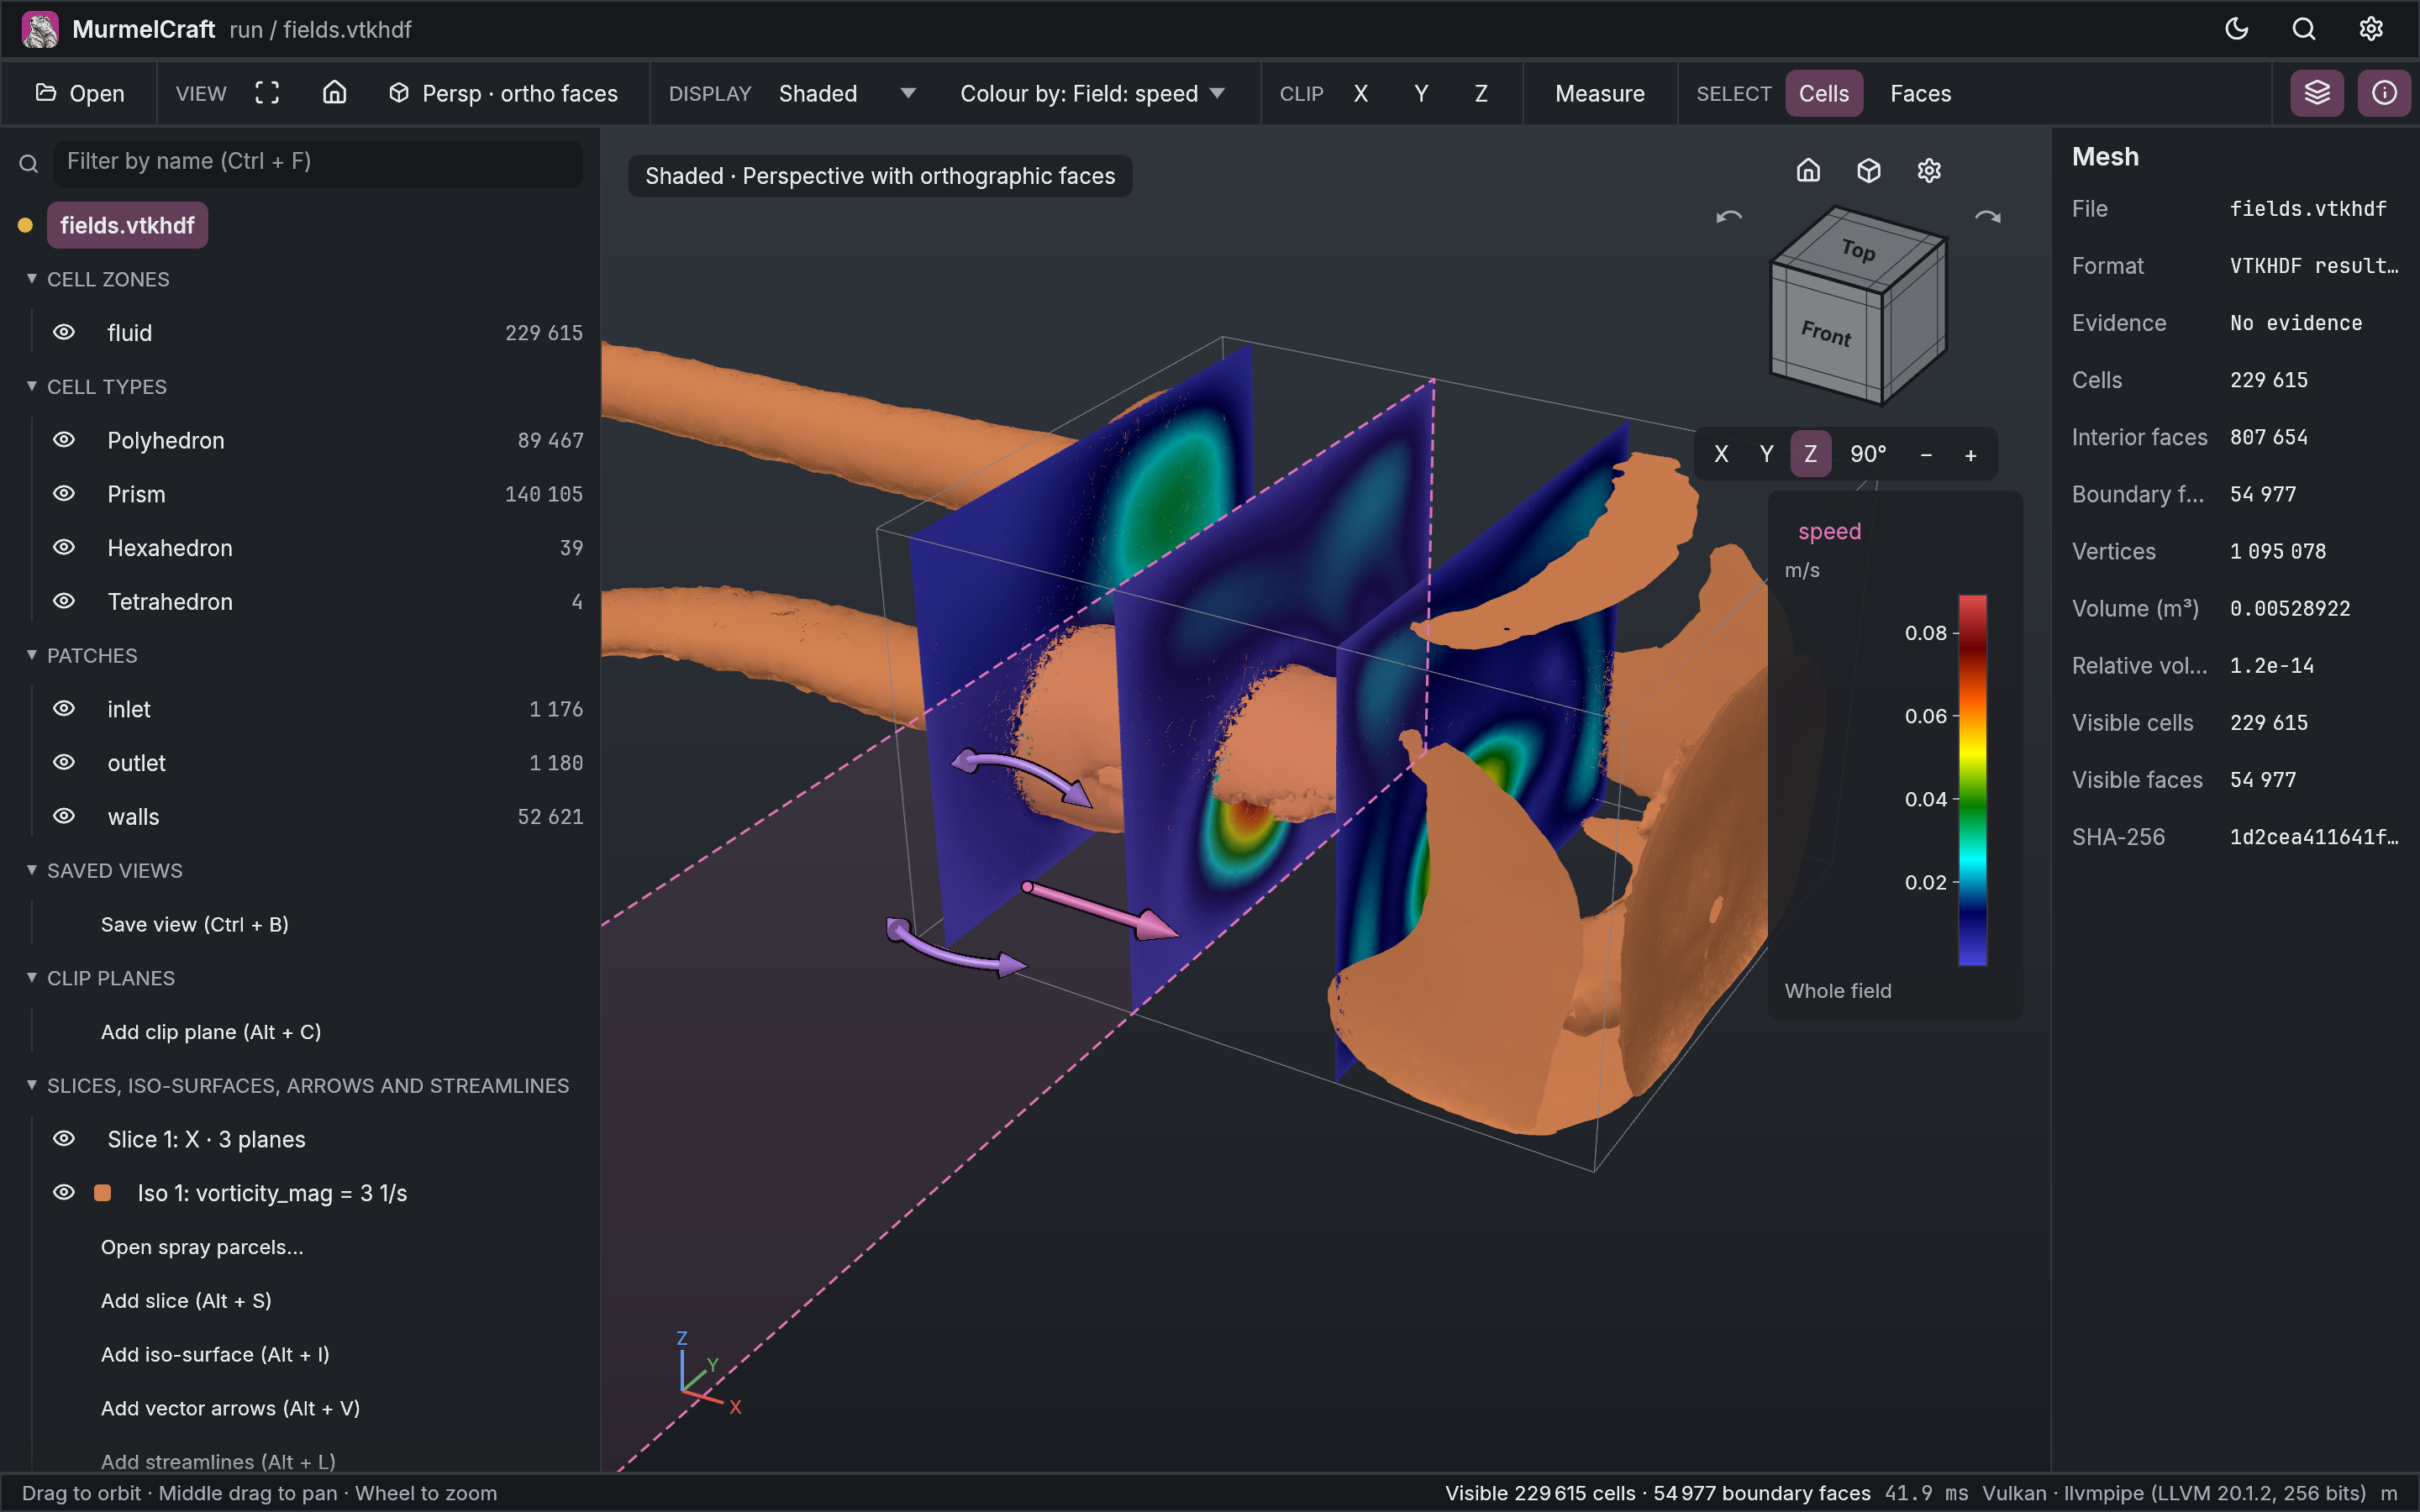 MurmelCraft run / fields.vtkhdf
Open VIEW Persp · ortho faces DISPLAY Shaded Colour by: Field: speed CLIP X Y Z Measure SELECT Cells Faces
Filter by name (Ctrl + F)
fields.vtkhdf
CELL ZONES
fluid 229 615
CELL TYPES
Polyhedron 89 467
Prism 140 105
Hexahedron 39
Tetrahedron 4
PATCHES
inlet 1 176
outlet 1 180
walls 52 621
SAVED VIEWS
Save view (Ctrl + B)
CLIP PLANES
Add clip plane (Alt + C)
SLICES, ISO-SURFACES, ARROWS AND STREAMLINES
Slice 1: X · 3 planes
Iso 1: vorticity_mag = 3 1/s
Open spray parcels...
Add slice (Alt + S)
Add iso-surface (Alt + I)
Add vector arrows (Alt + V)
Add streamlines (Alt + L)
Shaded · Perspective with orthographic faces
Top
Front
X Y Z 90° − +
speed
m/s
0.08
0.06
0.04
0.02
Whole field
Z
Y
X
Mesh
File fields.vtkhdf
Format VTKHDF result…
Evidence No evidence
Cells 229 615
Interior faces 807 654
Boundary f… 54 977
Vertices 1 095 078
Volume (m³) 0.00528922
Relative vol… 1.2e-14
Visible cells 229 615
Visible faces 54 977
SHA-256 1d2cea411641f…
Drag to orbit · Middle drag to pan · Wheel to zoom
Visible 229 615 cells · 54 977 boundary faces 41.9 ms Vulkan · llvmpipe (LLVM 20.1.2, 256 bits) m